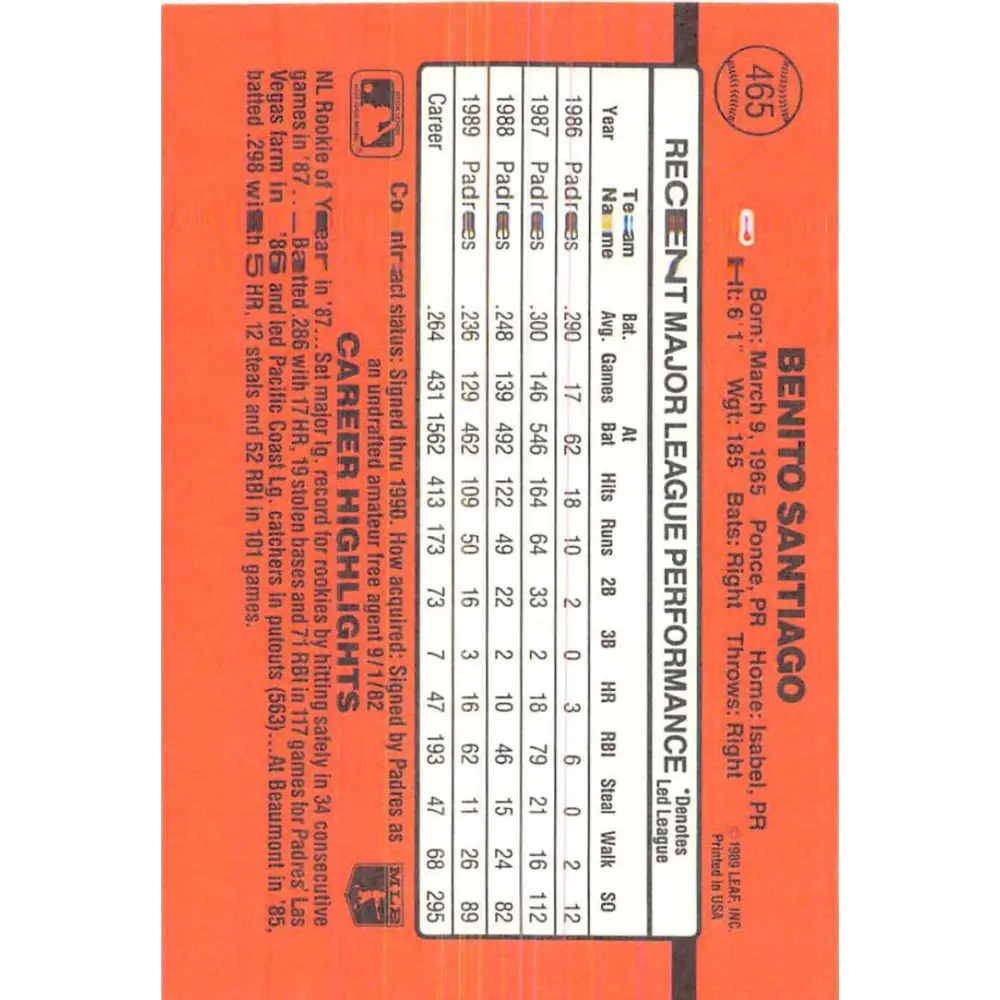 465
BENITO SANTIAGO
© 1989 LEAF, INC.
Printed in USA
Born: March 9, 1965 Ponce, PR Home: Isabel, PR
Ht: 6'1" Wgt: 185 Bats: Right Throws: Right
RECENT MAJOR LEAGUE PERFORMANCE *Denotes Led League
Year Team Name Bat. Avg. Games At Bat Hits Runs 2B 3B HR RBI Steal Walk SO
1986 Padres .290 17 62 18 10 2 0 3 6 0 2 12
1987 Padres .300 146 546 164 64 33 2 18 79 21 16 112
1988 Padres .248 139 492 122 49 22 2 10 46 15 24 82
1989 Padres .236 129 462 109 50 16 3 16 62 11 26 89
Career .264 431 1562 413 173 73 7 47 193 47 68 295
Contract status: Signed thru 1990. How acquired: Signed by Padres as
an undrafted amateur free agent 9/1/82
MLB
CAREER HIGHLIGHTS
NL Rookie of Year in '87... Set major lg. record for rookies by hitting safely in 34 consecutive
games in '87... Batted .286 with 17 HR, 19 stolen bases and 71 RBI in 117 games for Padres' Las
Vegas farm in '86 and led Pacific Coast Lg. catchers in putouts (563)... At Beaumont in '85,
batted .298 with 5 HR, 12 steals and 52 RBI in 101 games.